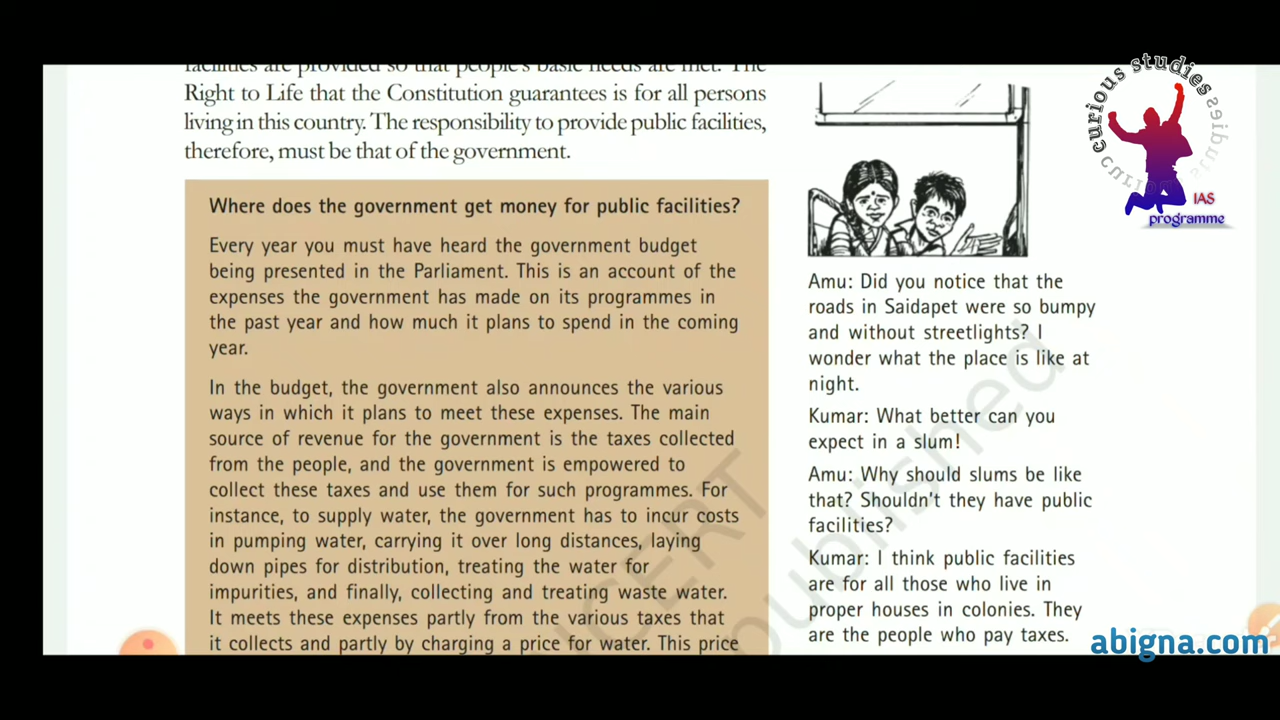 facilities are provided so that people's basic needs are met. The
Right to Life that the Constitution guarantees is for all persons
living in this country. The responsibility to provide public facilities,
therefore, must be that of the government.
Where does the government get money for public facilities?
Every year you must have heard the government budget
being presented in the Parliament. This is an account of the
expenses the government has made on its programmes in
the past year and how much it plans to spend in the coming
year.
In the budget, the government also announces the various
ways in which it plans to meet these expenses. The main
source of revenue for the government is the taxes collected
from the people, and the government is empowered to
collect these taxes and use them for such programmes. For
instance, to supply water, the government has to incur costs
in pumping water, carrying it over long distances, laying
down pipes for distribution, treating the water for
impurities, and finally, collecting and treating waste water.
It meets these expenses partly from the various taxes that
it collects and partly by charging a price for water. This price
Amu: Did you notice that the
roads in Saidapet were so bumpy
and without streetlights? I
wonder what the place is like at
night.
Kumar: What better can you
expect in a slum!
Amu: Why should slums be like
that? Shouldn't they have public
facilities?
Kumar: I think public facilities
are for all those who live in
proper houses in colonies. They
are the people who pay taxes.
curious studies
IAS
programme
abigna.com
published